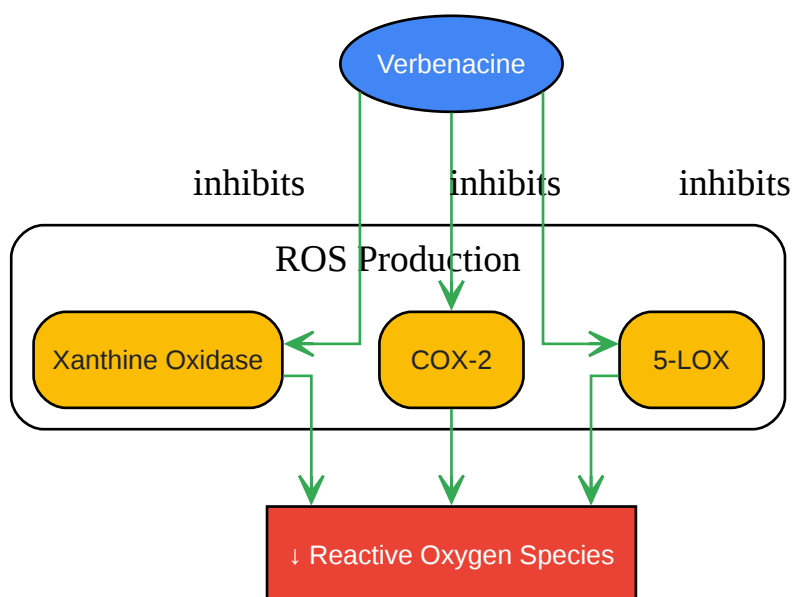 Verbenacine
inhibits inhibits inhibits
ROS Production
Xanthine Oxidase COX-2 5-LOX
↓ Reactive Oxygen Species